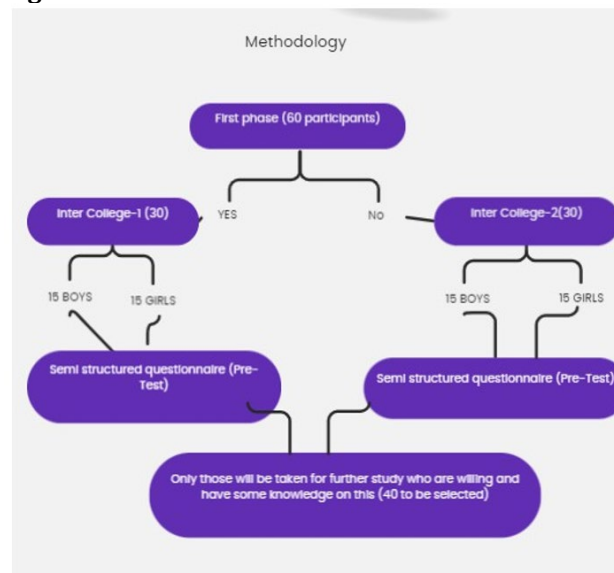 Methodology
First phase (60 participants)
Inter College-1 (30)
YES
No
Inter College-2(30)
15 BOYS
15 GIRLS
15 BOYS
15 GIRLS
Semi structured questionnaire (Pre-
Test)
Semi structured questionnaire (Pre-Test)
Only those will be taken for further study who are willing and
have some knowledge on this (40 to be selected)